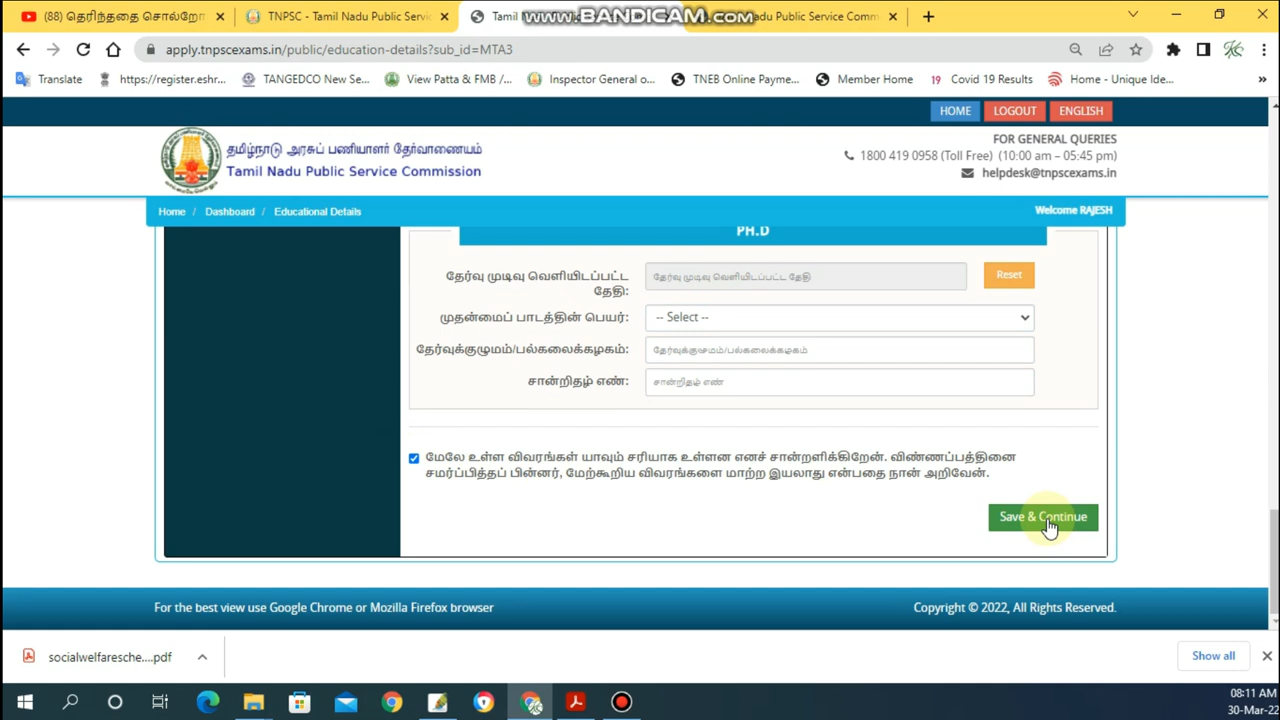 (88) தெரிந்ததை சொல்றோ
TNPSC - Tamil Nadu Public Servi
Tamil
www.BANDICAM.com
Public Service Comm
apply.tnpscexams.in/public/education-details?sub_id=MTA3
Translate
https://register.eshr...
TANGEDCO New Se...
View Patta & FMB /...
Inspector General o...
TNEB Online Payme...
Member Home
19 Covid 19 Results
Home - Unique Ide...
HOME
LOGOUT
ENGLISH
தமிழ்நாடு அரசுப் பணியாளர் தேர்வாணையம்
Tamil Nadu Public Service Commission
FOR GENERAL QUERIES
1800 419 0958 (Toll Free) (10:00 am – 05:45 pm)
helpdesk@tnpscexams.in
Home / Dashboard / Educational Details
Welcome RAJESH
PH.D
தேர்வு முடிவு வெளியிடப்பட்ட
தேதி:
தேர்வு முடிவு வெளியிடப்பட்ட தேதி
Reset
முதன்மைப் பாடத்தின் பெயர்:
-- Select --
தேர்வுக்குழுமம்/பல்கலைக்கழகம்:
தேர்வுக்குழுமம்/பல்கலைக்கழகம்
சான்றிதழ் எண்:
சான்றிதழ் எண்
மேலே உள்ள விவரங்கள் யாவும் சரியாக உள்ளன எனச் சான்றளிக்கிறேன். விண்ணப்பத்தினை
சமர்ப்பித்தப் பின்னர், மேற்கூறிய விவரங்களை மாற்ற இயலாது என்பதை நான் அறிவேன்.
Save & Continue
For the best view use Google Chrome or Mozilla Firefox browser
Copyright © 2022, All Rights Reserved.
socialwelfaresche....pdf
Show all
08:11 AM
30-Mar-22